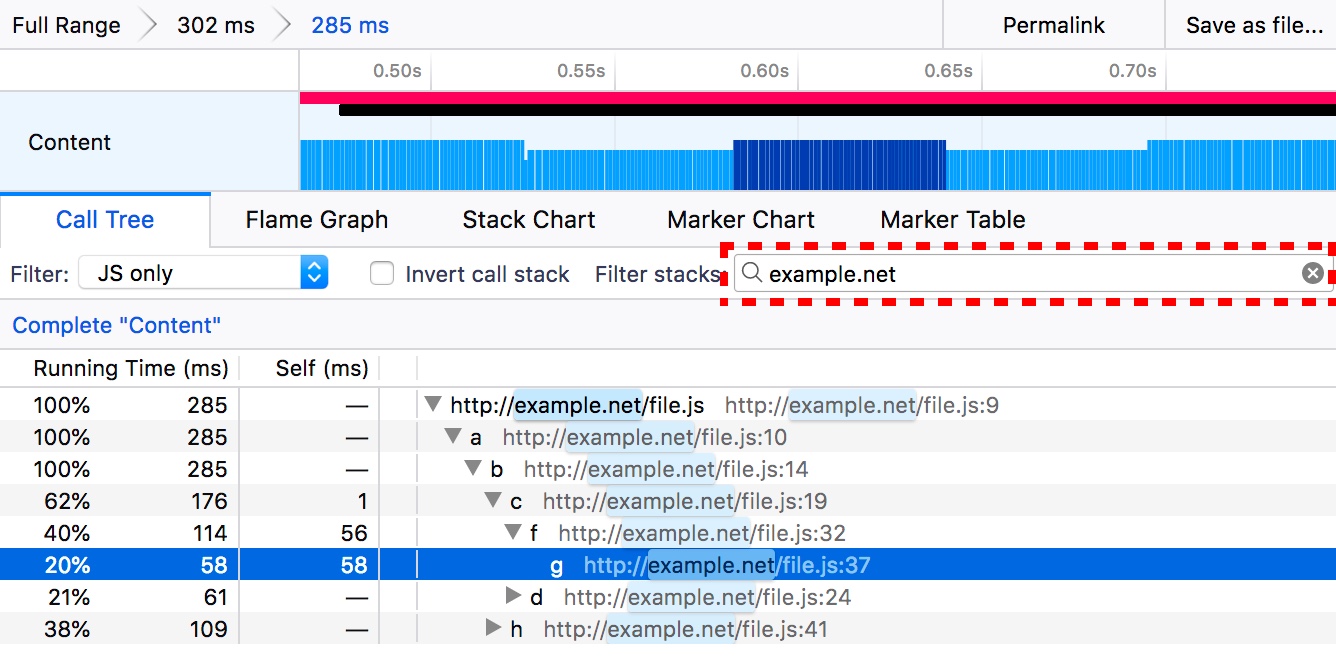 Full Range 302 ms 285 ms Permalink Save as file...
0.50s 0.55s 0.60s 0.65s 0.70s
Content
Call Tree Flame Graph Stack Chart Marker Chart Marker Table
Filter: JS only Invert call stack Filter stacks: example.net
Complete "Content"
Running Time (ms) Self (ms)
100% 285 — http://example.net/file.js http://example.net/file.js:9
100% 285 — a http://example.net/file.js:10
100% 285 — b http://example.net/file.js:14
62% 176 1 c http://example.net/file.js:19
40% 114 56 f http://example.net/file.js:32
20% 58 58 g http://example.net/file.js:37
21% 61 — d http://example.net/file.js:24
38% 109 — h http://example.net/file.js:41